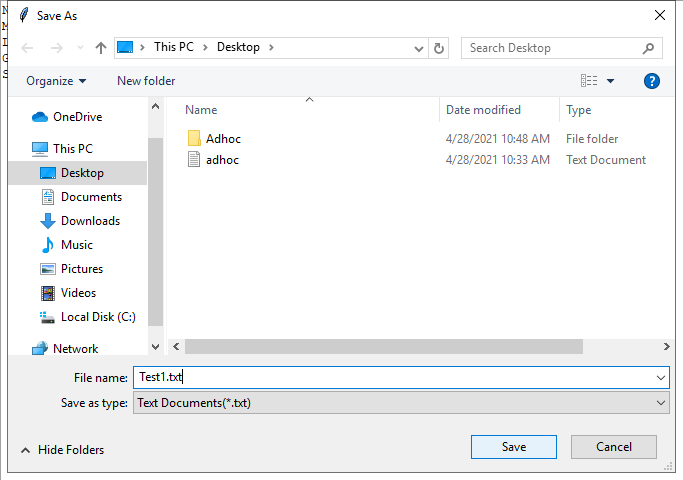 Save As
This PC
Desktop
Search Desktop
Organize
New folder
Name
Date modified
Type
OneDrive
This PC
Desktop
Documents
Downloads
Music
Pictures
Videos
Local Disk (C:)
Network
Adhoc 4/28/2021 10:48 AM File folder
adhoc 4/28/2021 10:33 AM Text Document
File name: Test1.txt
Save as type: Text Documents(*.txt)
Hide Folders
Save
Cancel